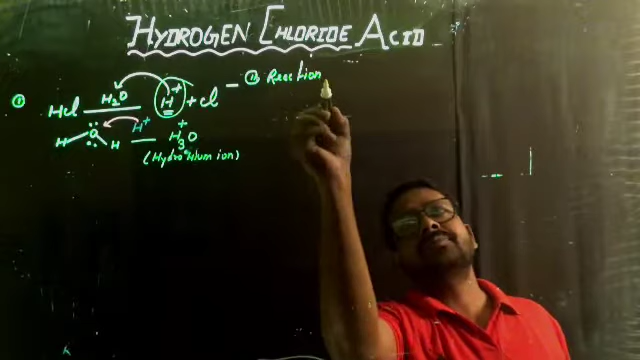 HYDROGEN CHLORIDE ACID
① HCl H₂O H⁺ + Cl⁻ ② Reaction
H O H H⁺ — H₃O⁺
(Hydronium ion)